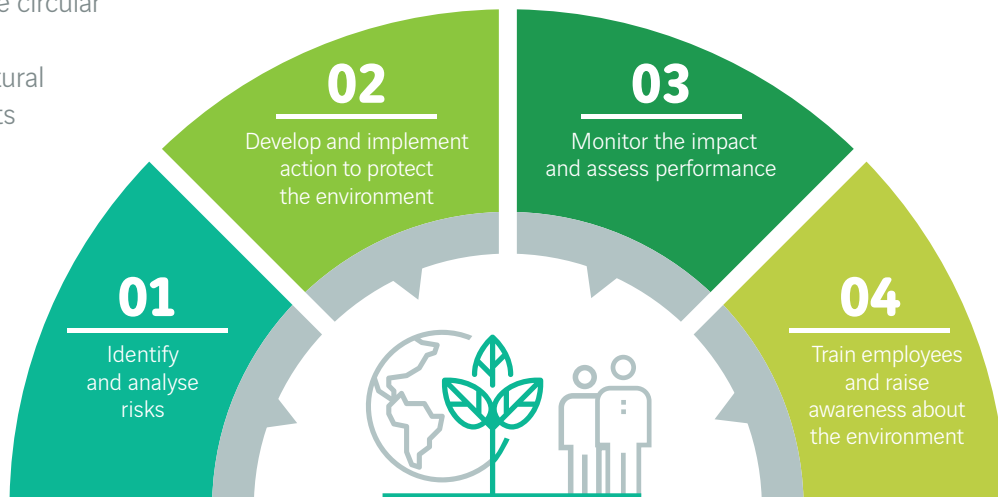 circular
01
Identify
and analyse
risks
02
Develop and implement
action to protect
the environment
03
Monitor the impact
and assess performance
04
Train employees
and raise
awareness about
the environment